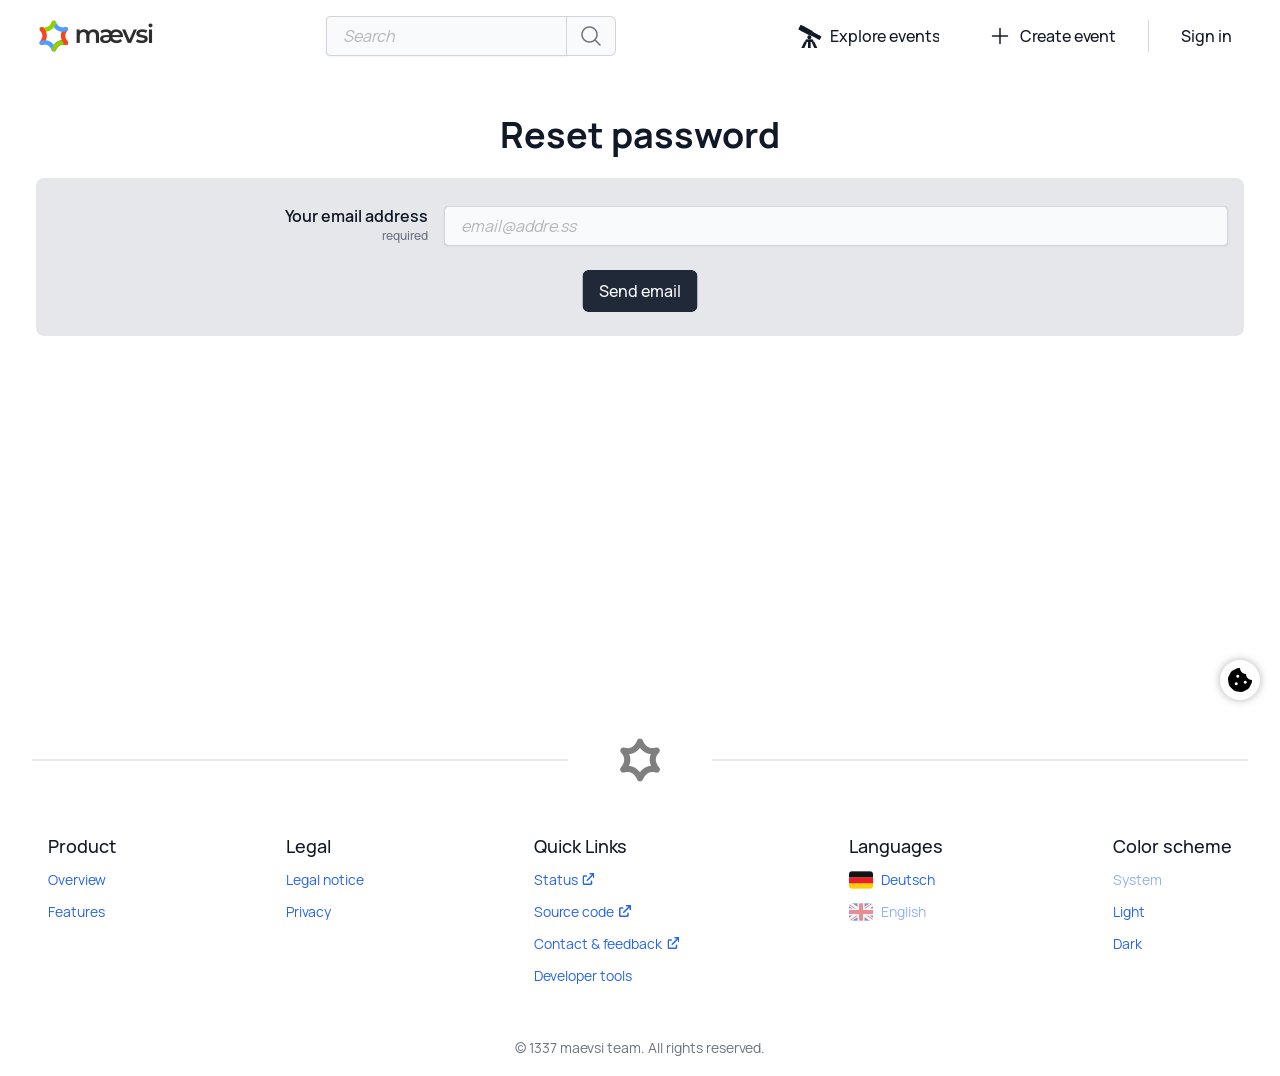 mævsi
Search
Explore events
Create event
Sign in
Reset password
Your email address
required
email@addre.ss
Send email
Product
Overview
Features
Legal
Legal notice
Privacy
Quick Links
Status
Source code
Contact & feedback
Developer tools
Languages
Deutsch
English
Color scheme
System
Light
Dark
© 1337 maevsi team. All rights reserved.